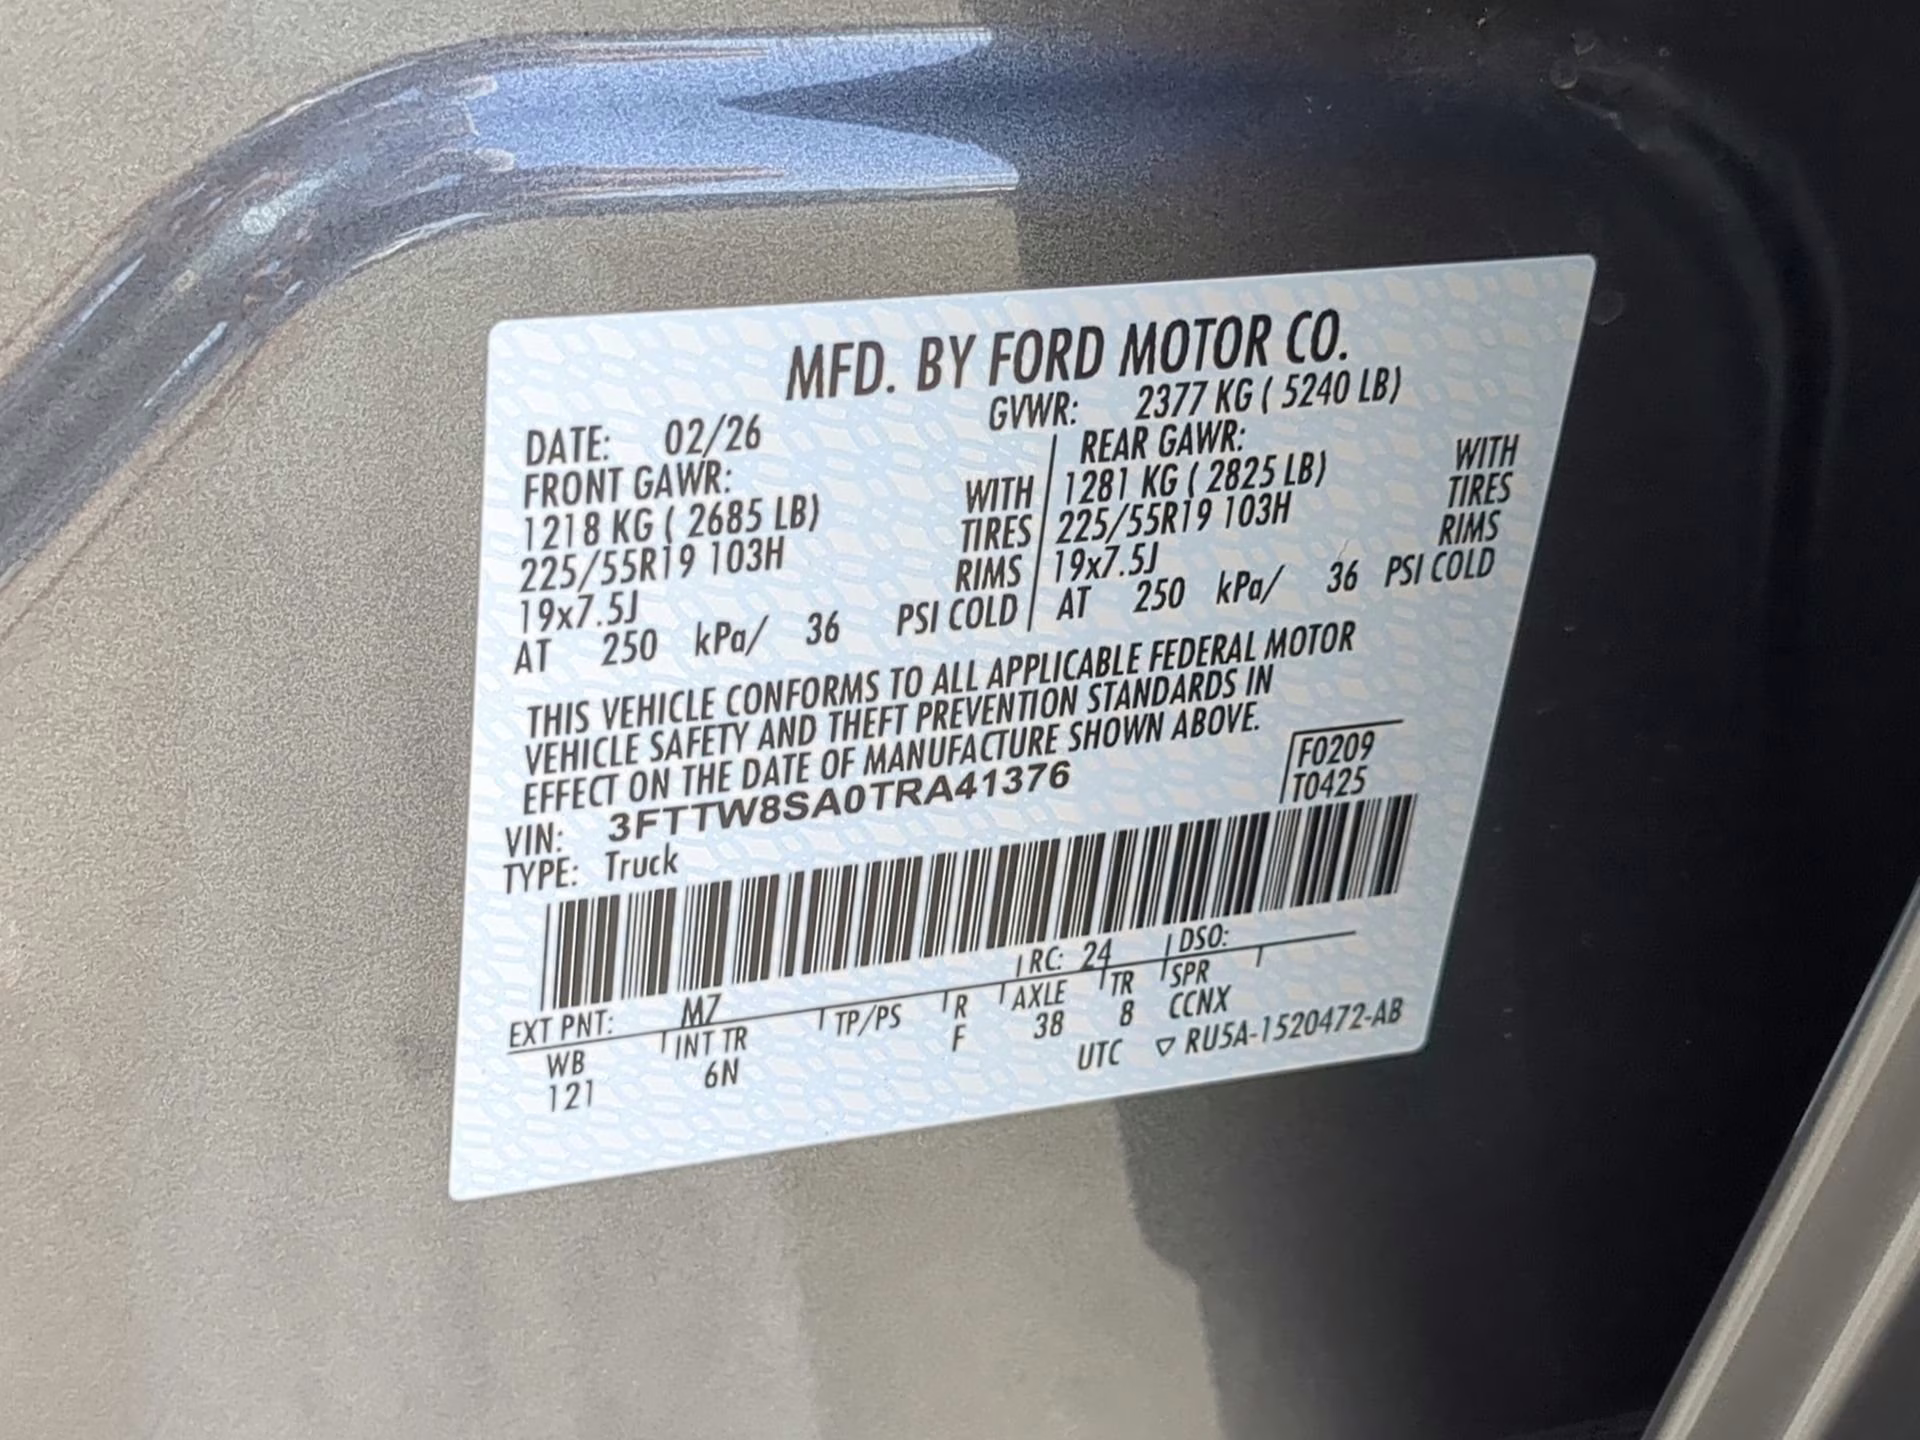 MFD. BY FORD MOTOR CO.
DATE: 02/26 GVWR: 2377 KG ( 5240 LB)
FRONT GAWR: REAR GAWR:
1218 KG ( 2685 LB) WITH 1281 KG ( 2825 LB) WITH
225/55R19 103H TIRES 225/55R19 103H TIRES
19x7.5J RIMS 19x7.5J RIMS
AT 250 kPa/ 36 PSI COLD AT 250 kPa/ 36 PSI COLD
THIS VEHICLE CONFORMS TO ALL APPLICABLE FEDERAL MOTOR
VEHICLE SAFETY AND THEFT PREVENTION STANDARDS IN
EFFECT ON THE DATE OF MANUFACTURE SHOWN ABOVE.
VIN: 3FTTW8SA0TRA41376 F0209
TYPE: Truck T0425
EXT PNT: M7 RC: 24 DSO:
WB INT TR TP/PS R AXLE TR SPR
121 6N F 38 8 CCNX
UTC ▽ RU5A-1520472-AB